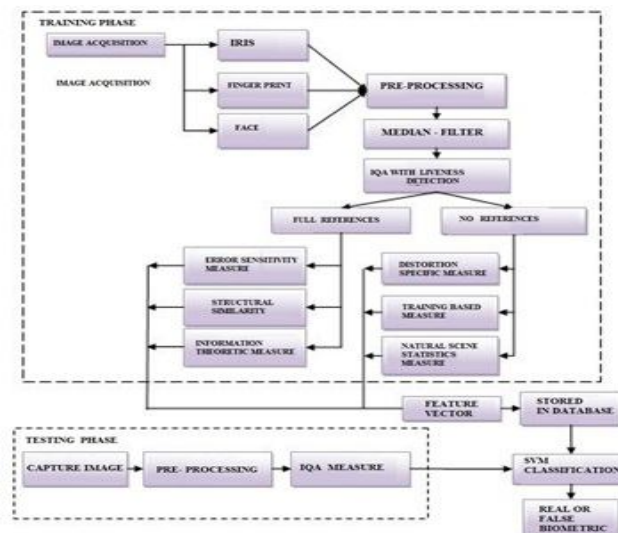 TRAINING PHASE
IMAGE ACQUISITION
IRIS
IMAGE ACQUISITION
FINGER PRINT
FACE
PRE-PROCESSING
MEDIAN - FILTER
IQA WITH LIVENESS
DETECTION
FULL REFERENCES
NO REFERENCES
ERROR SENSITIVITY
MEASURE
STRUCTURAL
SIMILARITY
INFORMATION
THEORETIC MEASURE
DISTORTION
SPECIFIC MEASURE
TRAINING BASED
MEASURE
NATURAL SCENE
STATISTICS
MEASURE
FEATURE
VECTOR
STORED
IN DATABASE
TESTING PHASE
CAPTURE IMAGE
PRE- PROCESSING
IQA MEASURE
SVM
CLASSIFICATION
REAL OR
FALSE
BIOMETRIC